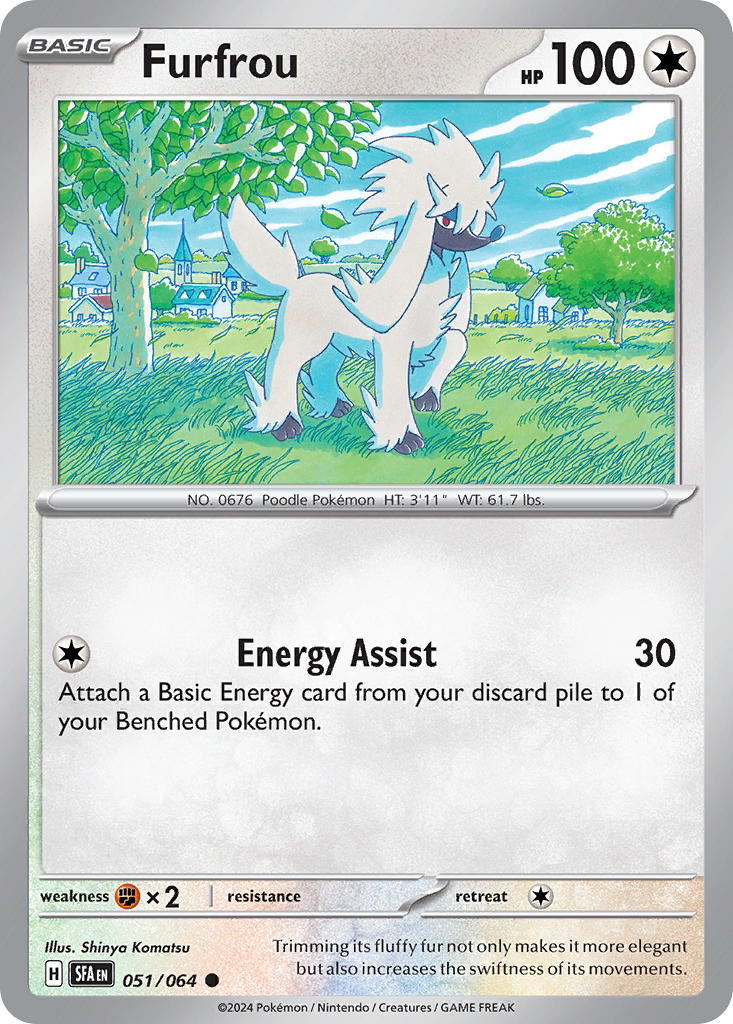 BASIC
Furfrou
HP 100
NO. 0676 Poodle Pokémon HT: 3'11" WT: 61.7 lbs.
Energy Assist 30
Attach a Basic Energy card from your discard pile to 1 of
your Benched Pokémon.
weakness ×2 resistance retreat
Illus. Shinya Komatsu
Trimming its fluffy fur not only makes it more elegant
but also increases the swiftness of its movements.
H SFA EN 051/064
©2024 Pokémon / Nintendo / Creatures / GAME FREAK